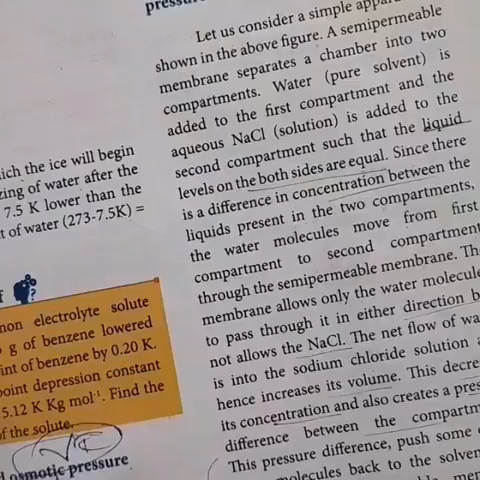 ich the ice will begin
zing of water after the
7.5 K lower than the
t of water (273-7.5K) =
non electrolyte solute
g of benzene lowered
int of benzene by 0.20 K.
point depression constant
5.12 K Kg mol⁻¹. Find the
of the solute.
osmotic pressure
pressu
Let us consider a simple appar
shown in the above figure. A semipermeable
membrane separates a chamber into two
compartments. Water (pure solvent) is
added to the first compartment and the
aqueous NaCl (solution) is added to the
second compartment such that the liquid
levels on the both sides are equal. Since there
is a difference in concentration between the
liquids present in the two compartments,
the water molecules move from first
compartment to second compartment
through the semipermeable membrane. The
membrane allows only the water molecule
to pass through it in either direction b
not allows the NaCl. The net flow of wa
is into the sodium chloride solution a
hence increases its volume. This decre
its concentration and also creates a pres
difference between the compartm
This pressure difference, push some
molecules back to the solven